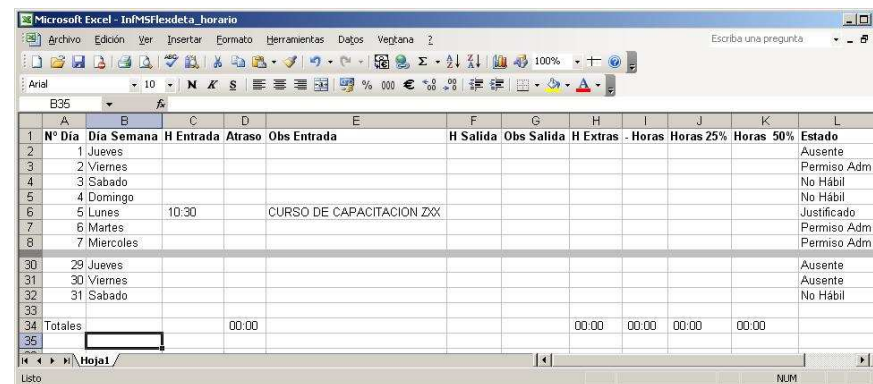 Microsoft Excel - InfMSFlexdeta_horario
Archivo Edición Ver Insertar Formato Herramientas Datos Ventana ? Escriba una pregunta
100%
Arial 10 N K S % 000 €
B35 fx
A B C D E F G H I J K L
1 Nº Día Día Semana H Entrada Atraso Obs Entrada H Salida Obs Salida H Extras - Horas Horas 25% Horas 50% Estado
2 1 Jueves Ausente
3 2 Viernes Permiso Adm
4 3 Sabado No Hábil
5 4 Domingo No Hábil
6 5 Lunes 10:30 CURSO DE CAPACITACION ZXX Justificado
7 6 Martes Permiso Adm
8 7 Miercoles Permiso Adm
30 29 Jueves Ausente
31 30 Viernes Ausente
32 31 Sabado No Hábil
33
34 Totales 00:00 00:00 00:00 00:00 00:00
35
Hoja1
Listo NUM